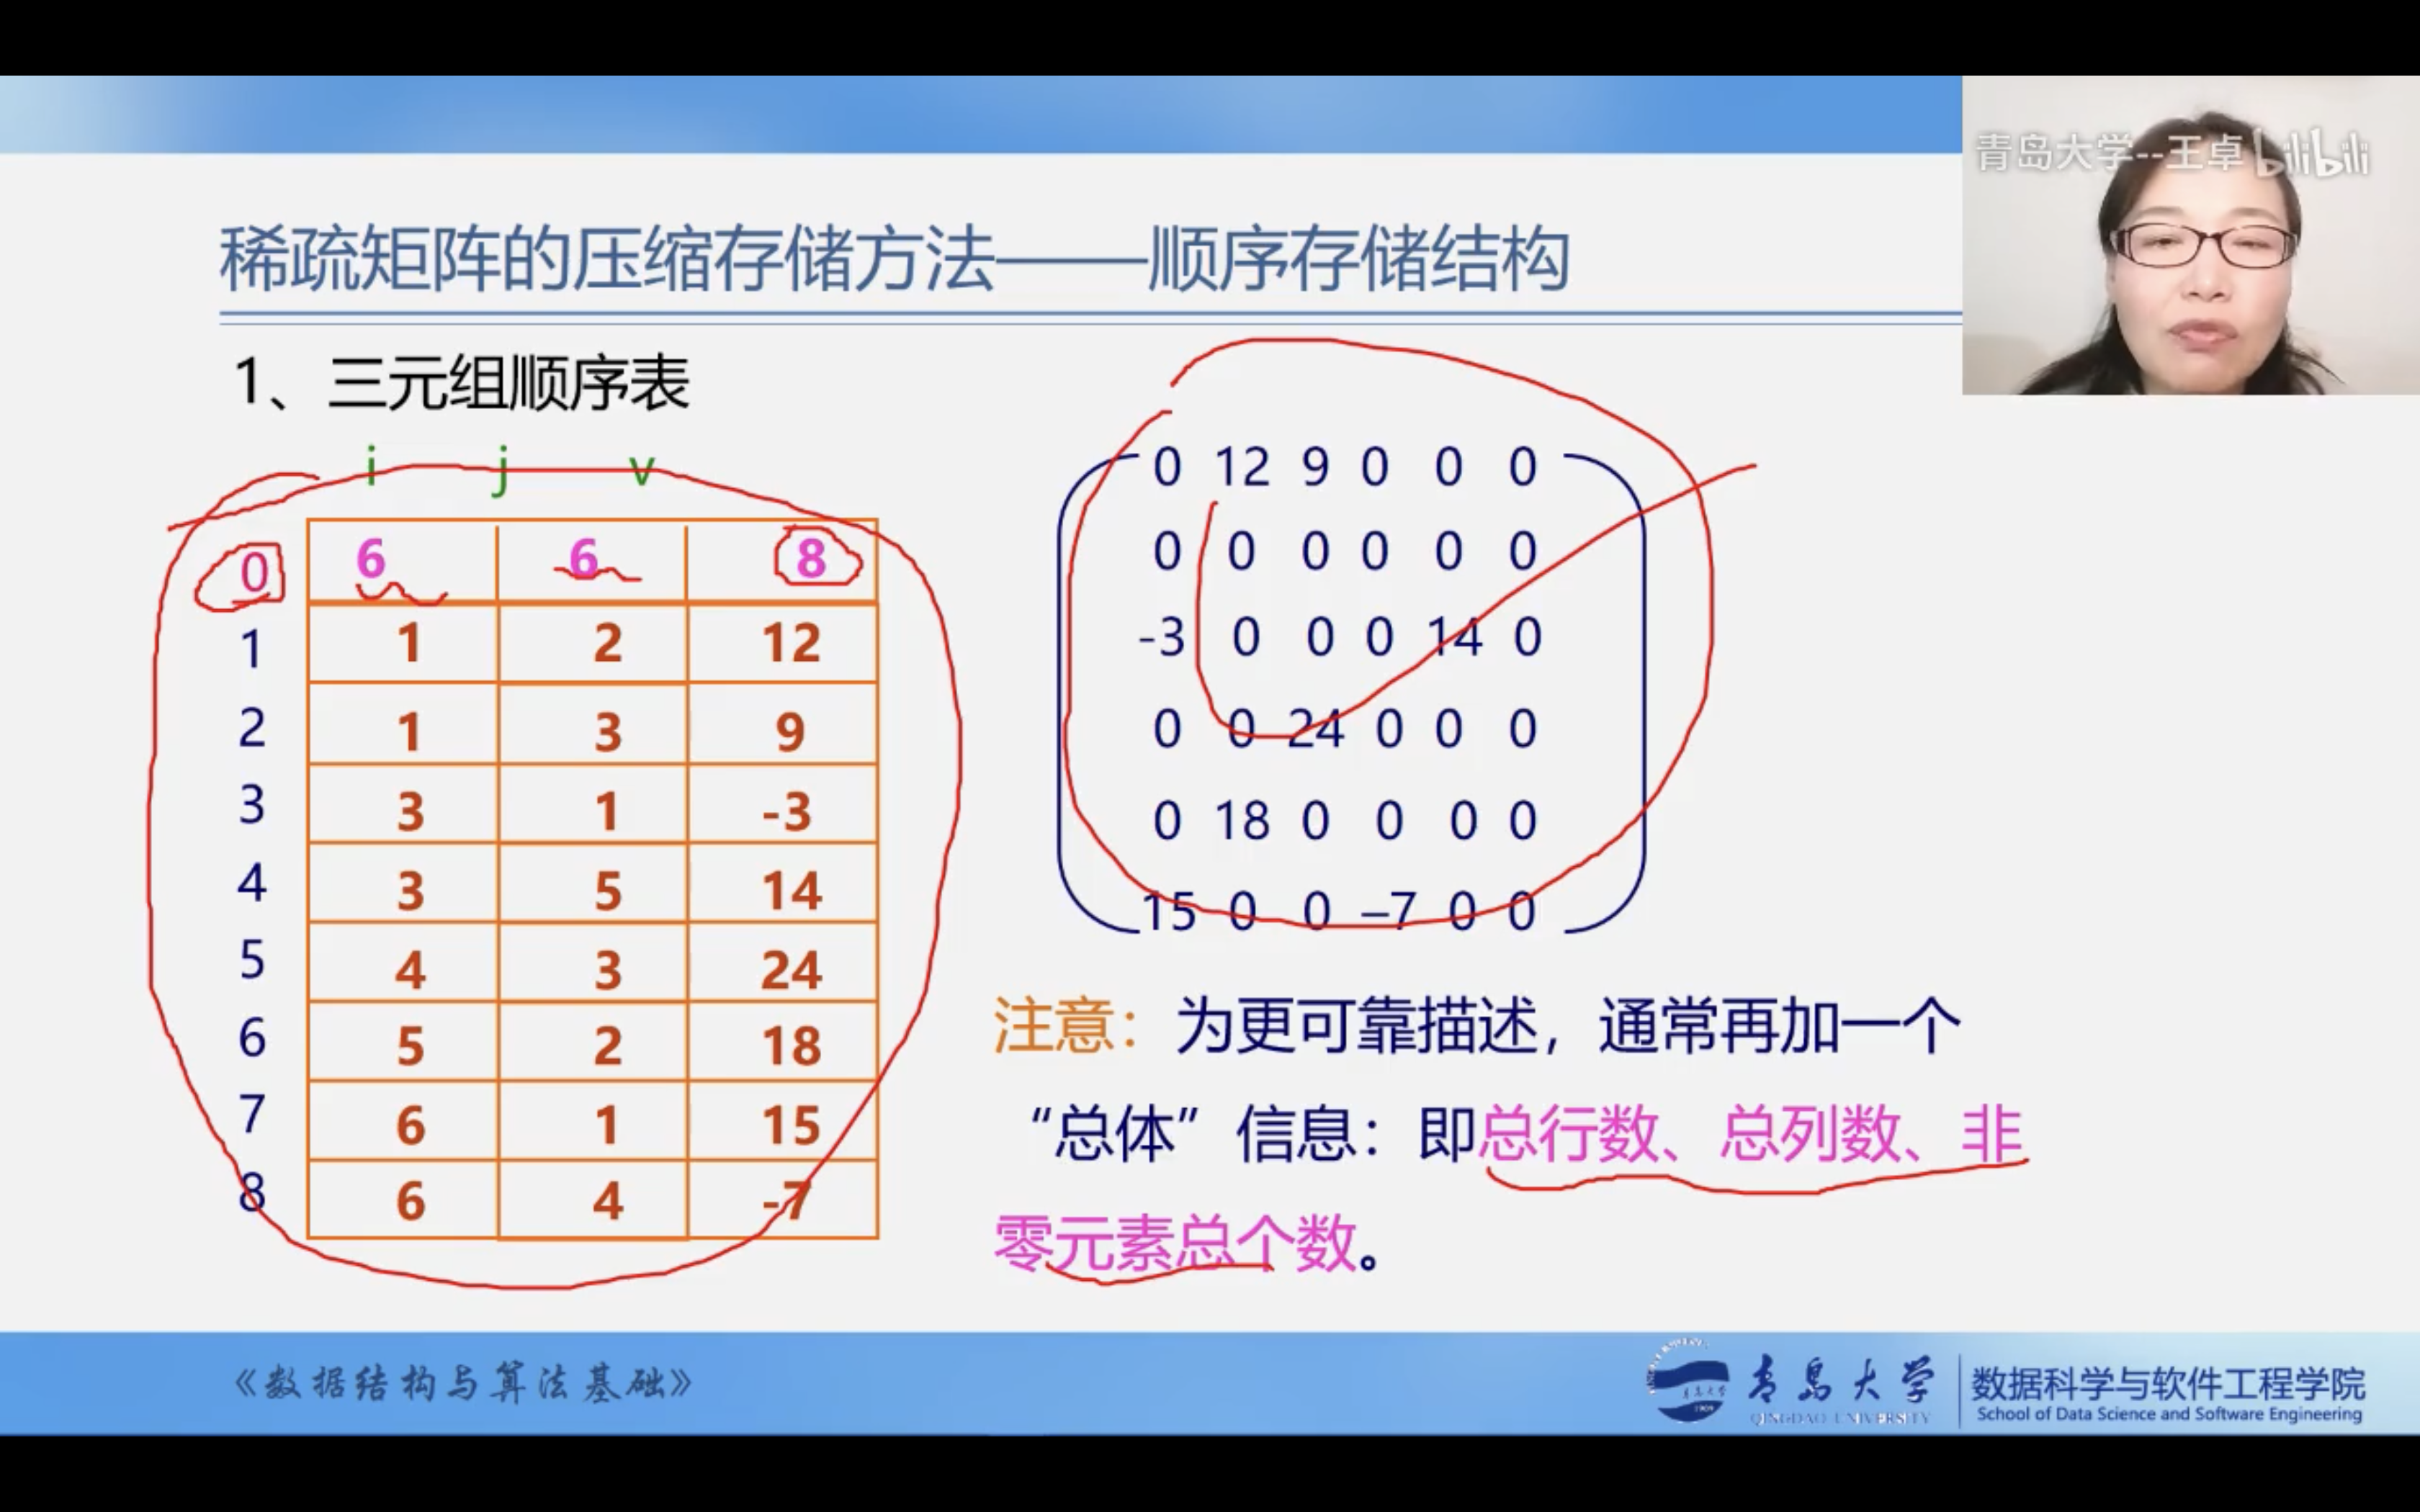 青岛大学--王卓 bilibili
稀疏矩阵的压缩存储方法——顺序存储结构
1、三元组顺序表
i j v
0 6 6 8
1 1 2 12
2 1 3 9
3 3 1 -3
4 3 5 14
5 4 3 24
6 5 2 18
7 6 1 15
8 6 4 -7
0 12 9 0 0 0
0 0 0 0 0 0
-3 0 0 0 14 0
0 0 24 0 0 0
0 18 0 0 0 0
15 0 0 –7 0 0
注意：为更可靠描述，通常再加一个
“总体”信息：即总行数、总列数、非
零元素总个数。
《数据结构与算法基础》
青岛大学
QINGDAO UNIVERSITY
数据科学与软件工程学院
School of Data Science and Software Engineering